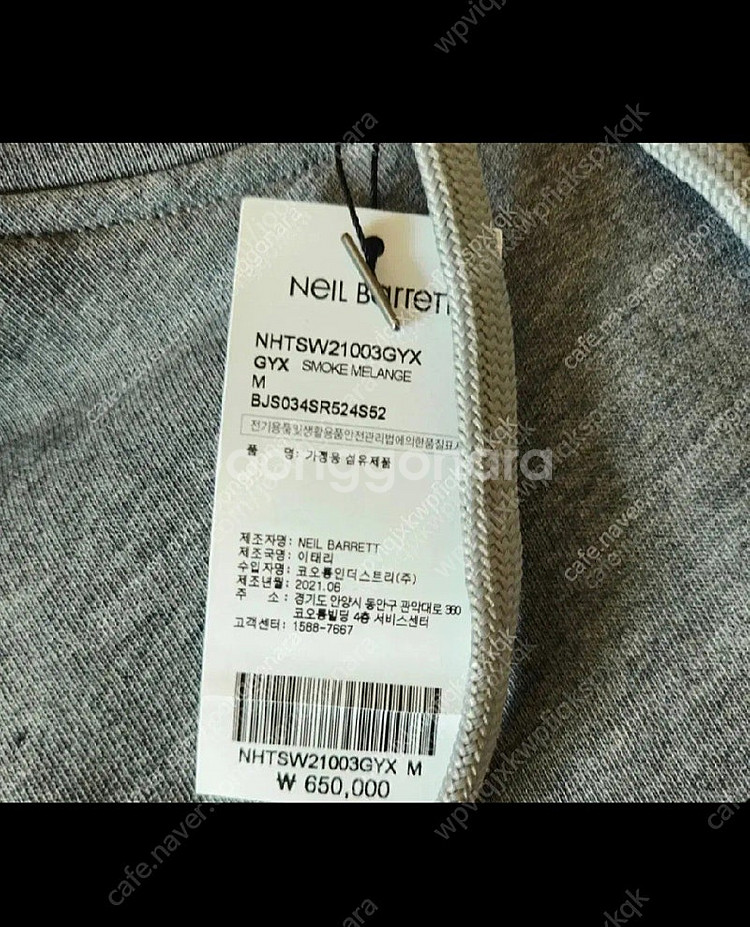 NEIL BarreTT
NHTSW21003GYX
GYX SMOKE MELANGE
M
BJS034SR524S52
전기용품및생활용품안전관리법에의한품질표시
품 명: 가정용 섬유제품
joonggonara
제조자명: NEIL BARRETT
제조국명: 이태리
수입자명: 코오롱인더스트리(주)
제조년월: 2021.06
주 소: 경기도 안양시 동안구 관악대로 360
코오롱빌딩 4층 서비스센터
고객센터: 1588-7667
NHTSW21003GYX M
₩ 650,000